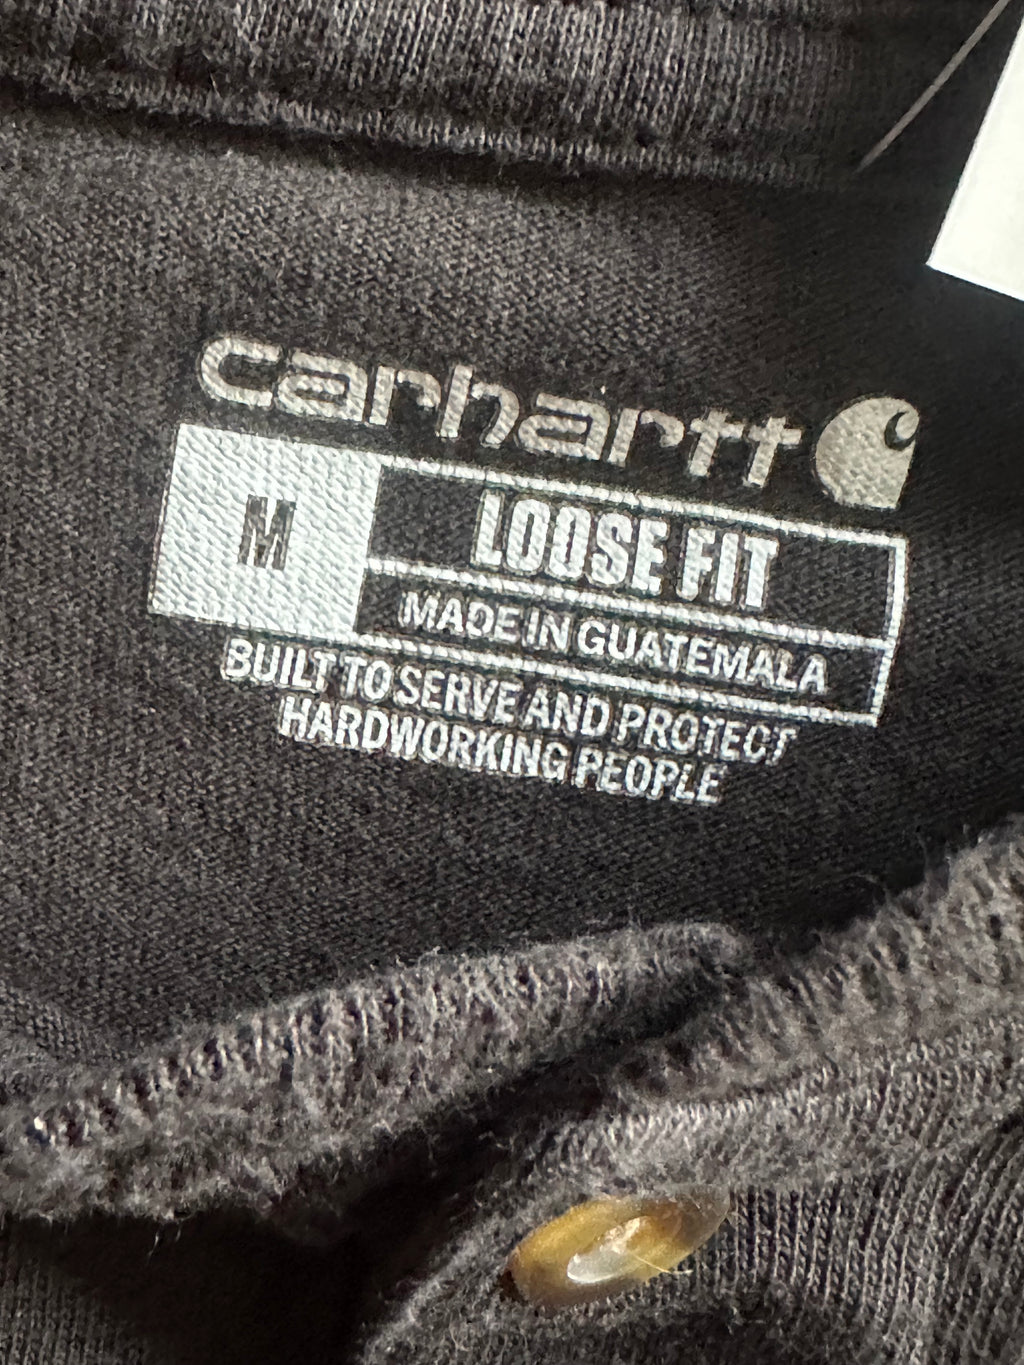 carhartt
M
LOOSE FIT
MADE IN GUATEMALA
BUILT TO SERVE AND PROTECT
HARDWORKING PEOPLE